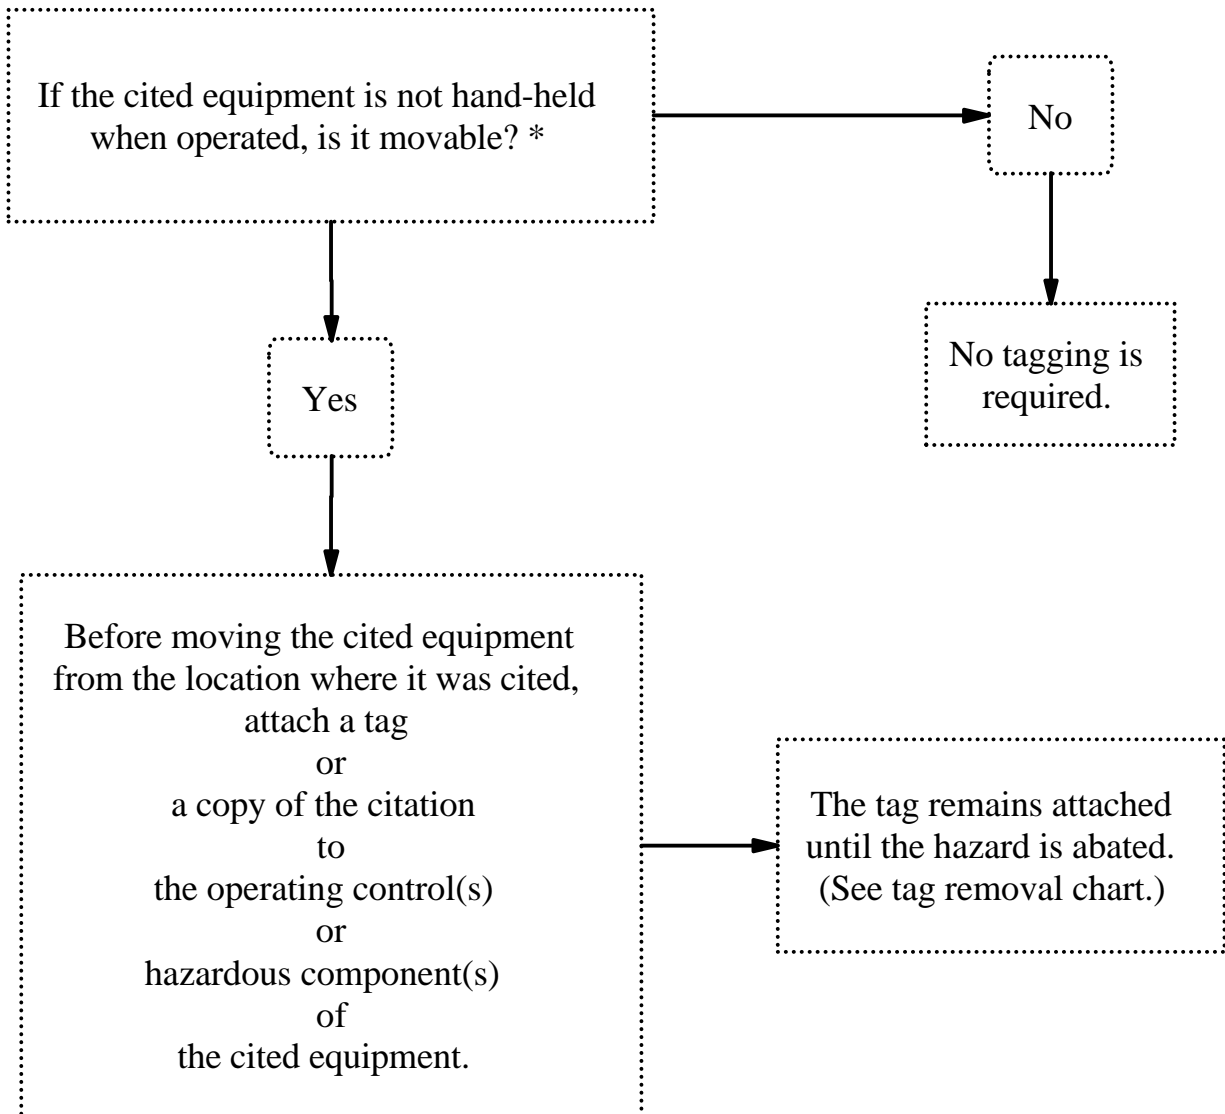 If the cited equipment is not hand-held
when operated, is it movable? *
No
No tagging is
required.
Yes
Before moving the cited equipment
from the location where it was cited,
attach a tag
or
a copy of the citation
to
the operating control(s)
or
hazardous component(s)
of
the cited equipment.
The tag remains attached
until the hazard is abated.
(See tag removal chart.)